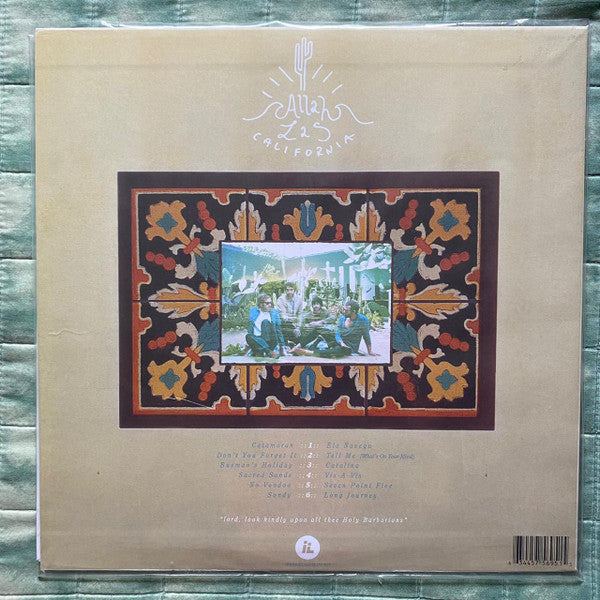 Allah
Las
CALIFORNIA
Catamaran ::1:: Ela Navega
Don't You Forget It ::2:: Tell Me (What's On Your Mind)
Busman's Holiday ::3:: Catalina
Sacred Sands ::4:: Vis-A-Vis
No Voodoo ::5:: Seven Point Five
Sandy ::6:: Long Journey
"lord, look kindly upon all thee Holy Barbarians"
iL